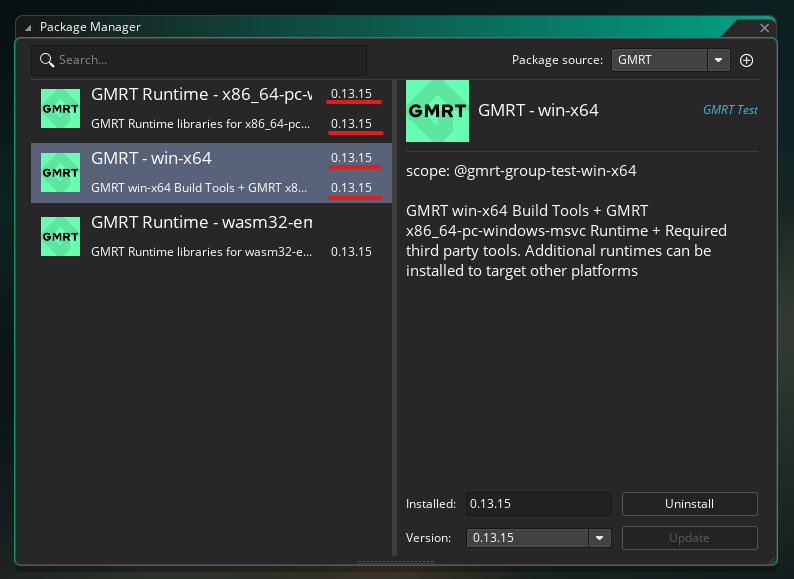 Package Manager
Search...
Package source: GMRT
GMRT
GMRT Runtime - x86_64-pc-v 0.13.15
GMRT Runtime libraries for x86_64-pc... 0.13.15
GMRT
GMRT - win-x64 0.13.15
GMRT win-x64 Build Tools + GMRT x8... 0.13.15
GMRT
GMRT Runtime - wasm32-em
GMRT Runtime libraries for wasm32-e... 0.13.15
GMRT
GMRT - win-x64 GMRT Test
scope: @gmrt-group-test-win-x64
GMRT win-x64 Build Tools + GMRT
x86_64-pc-windows-msvc Runtime + Required
third party tools. Additional runtimes can be
installed to target other platforms
Installed: 0.13.15 Uninstall
Version: 0.13.15 Update